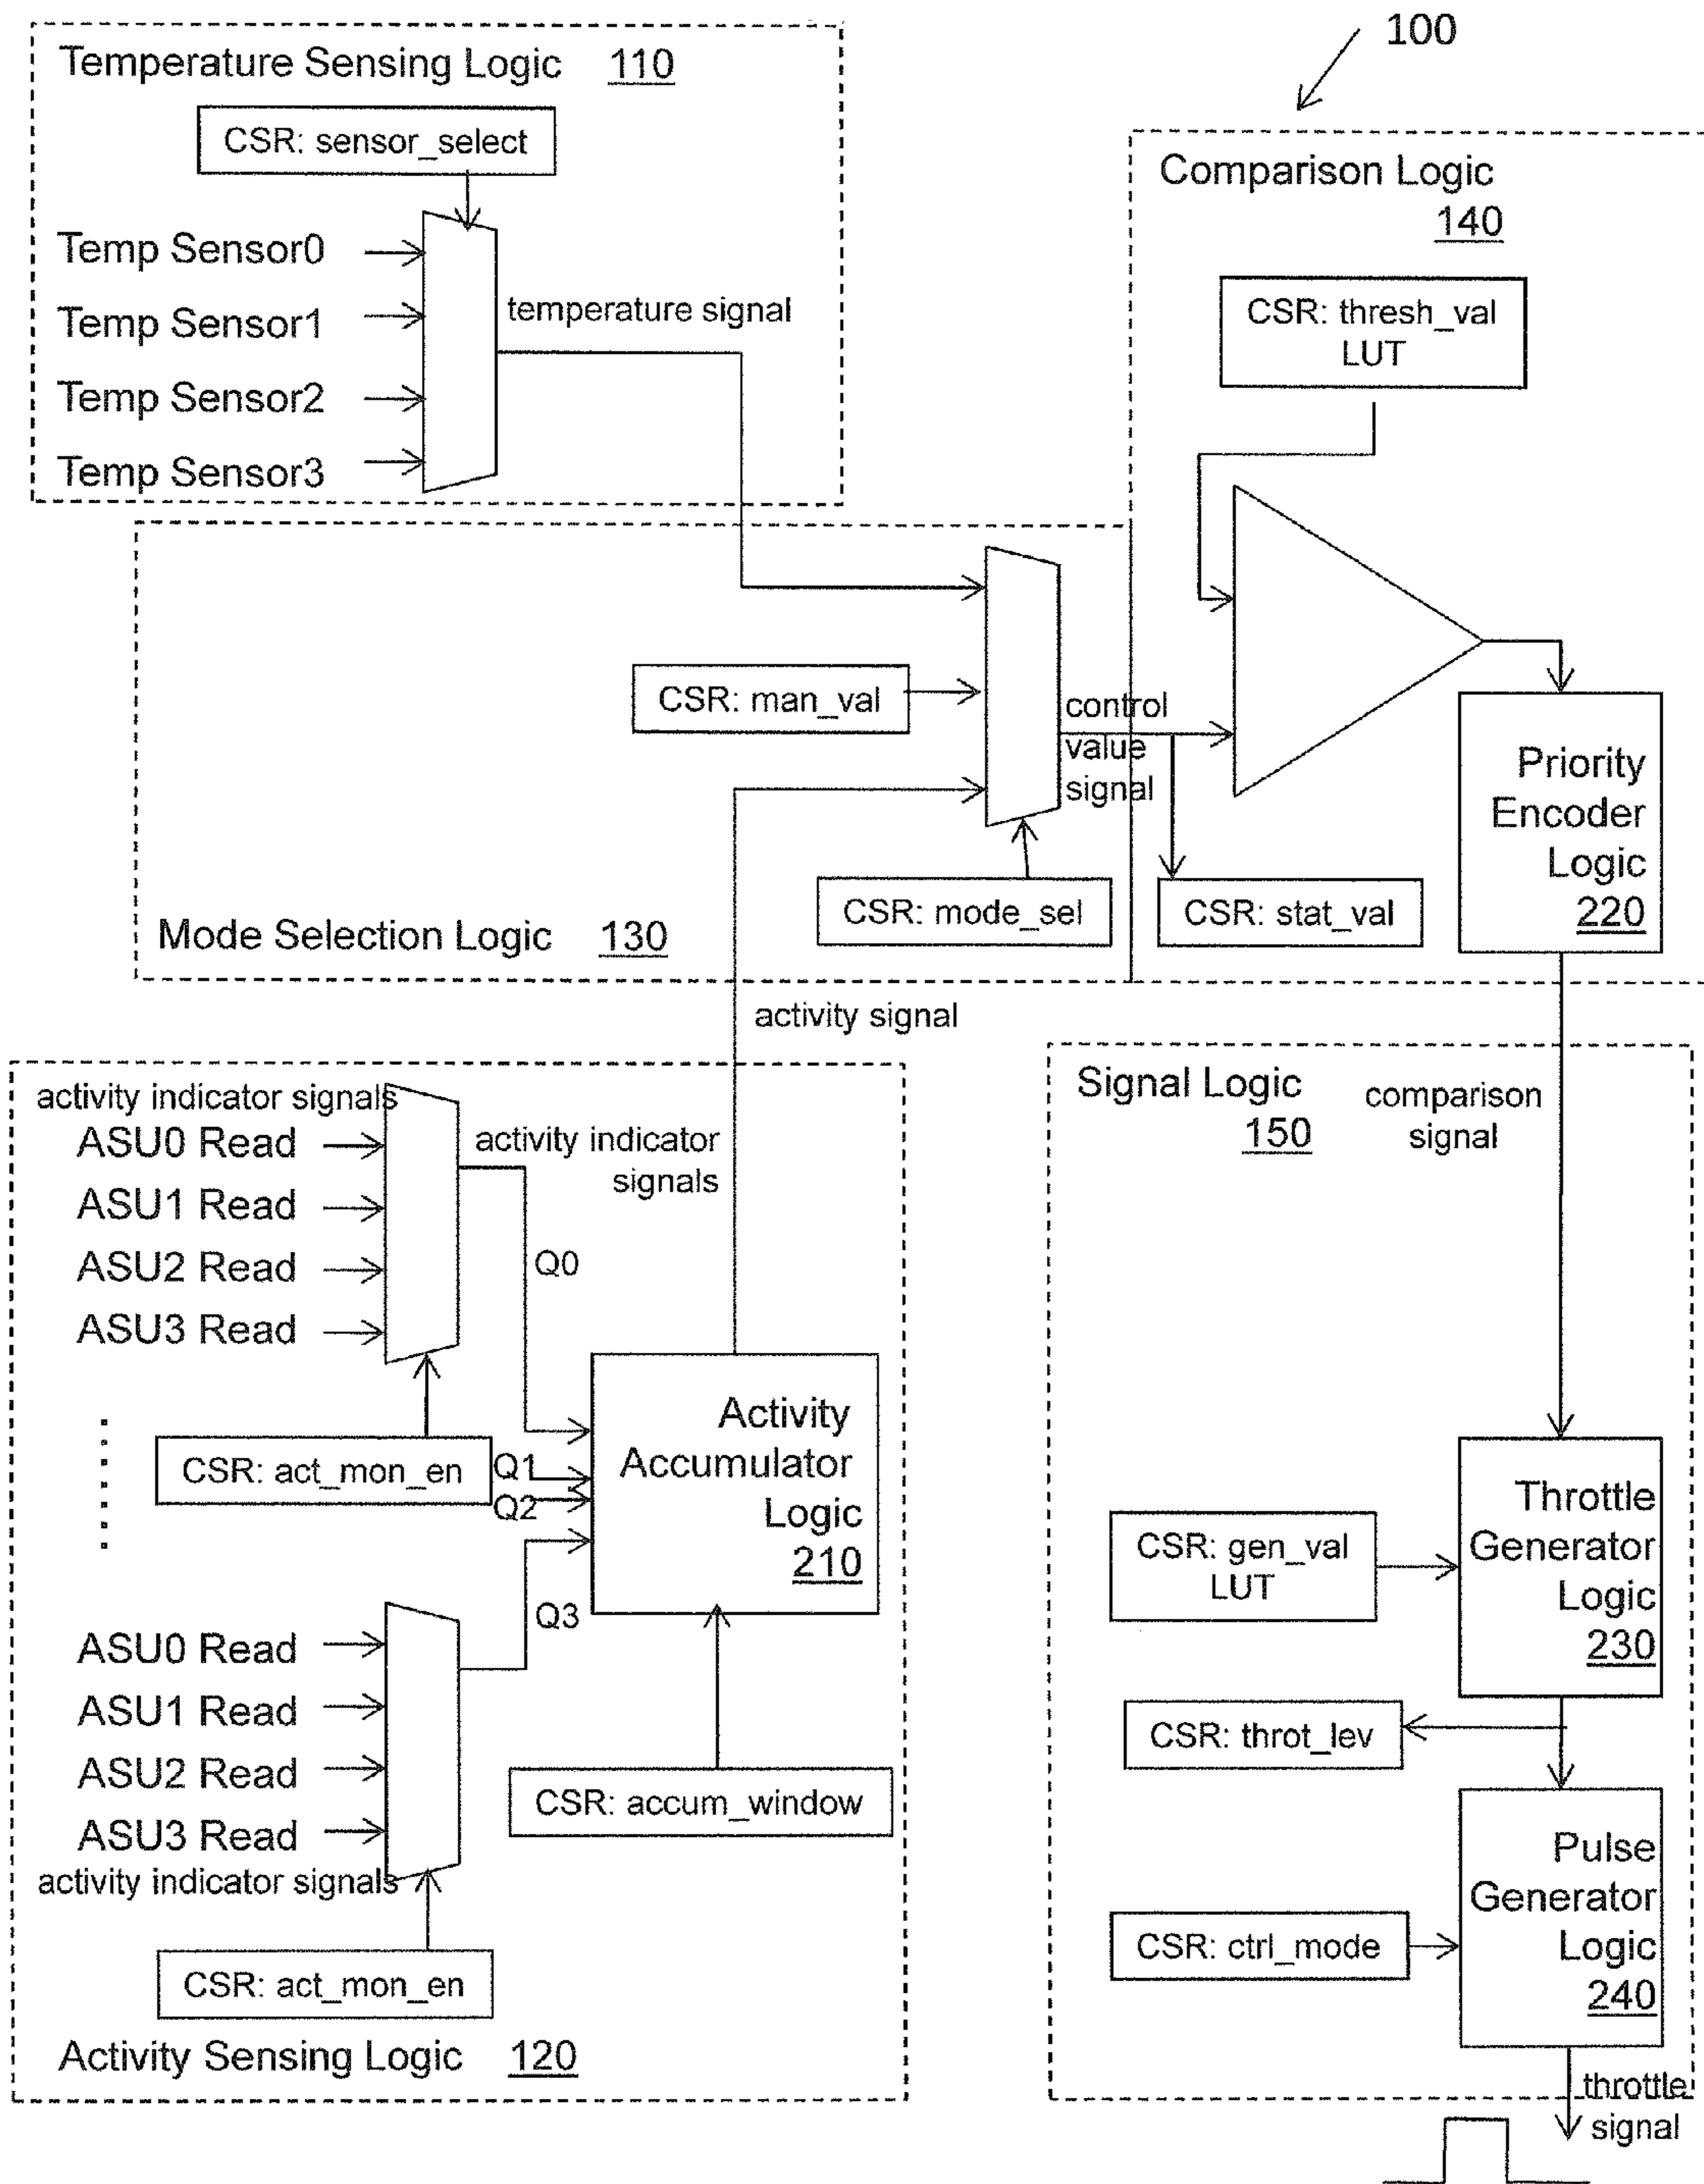 100
Temperature Sensing Logic 110
CSR: sensor_select
Temp Sensor0
Temp Sensor1
Temp Sensor2
Temp Sensor3
temperature signal
Comparison Logic
140
CSR: thresh_val
LUT
CSR: man_val
control
value
signal
CSR: mode_sel
CSR: stat_val
Priority
Encoder
Logic
220
Mode Selection Logic 130
activity signal
activity indicator signals
ASU0 Read
ASU1 Read
ASU2 Read
ASU3 Read
activity indicator
signals
Q0
CSR: act_mon_en
Q1
Q2
Activity
Accumulator
Logic
210
Q3
ASU0 Read
ASU1 Read
ASU2 Read
ASU3 Read
activity indicator signals
CSR: accum_window
CSR: act_mon_en
Activity Sensing Logic 120
Signal Logic
150
comparison
signal
CSR: gen_val
LUT
Throttle
Generator
Logic
230
CSR: throt_lev
Pulse
Generator
Logic
240
CSR: ctrl_mode
throttle
signal